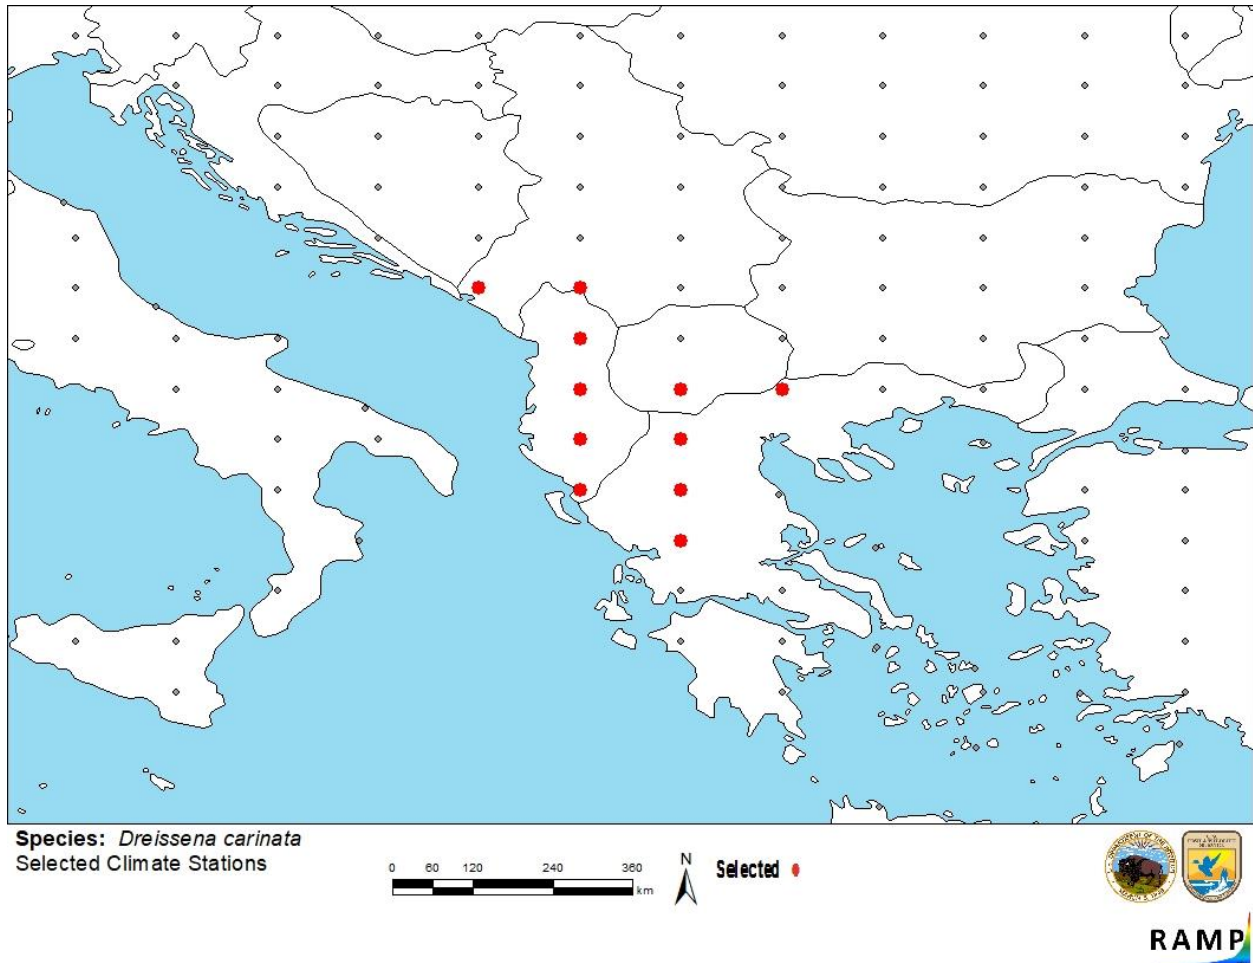 Species: Dreissena carinata
Selected Climate Stations
0 60 120 240 360
km
N
Selected
RAMP